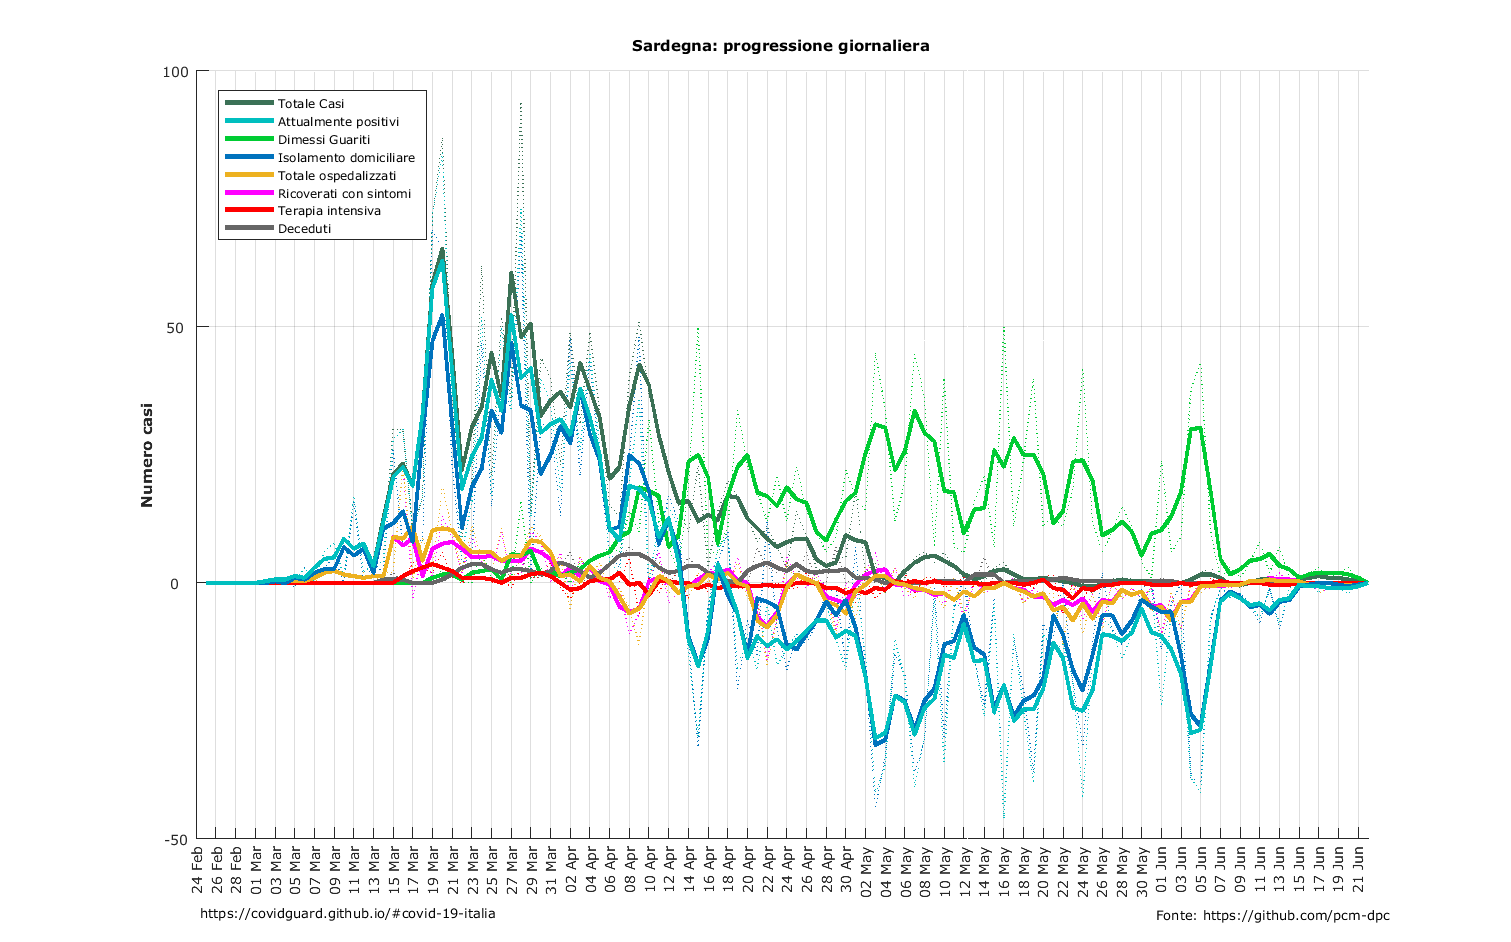 Sardegna: progressione giornaliera
100
50
0
-50
Numero casi
Totale Casi
Attualmente positivi
Dimessi Guariti
Isolamento domiciliare
Totale ospedalizzati
Ricoverati con sintomi
Terapia intensiva
Deceduti
24 Feb
26 Feb
28 Feb
01 Mar
03 Mar
05 Mar
07 Mar
09 Mar
11 Mar
13 Mar
15 Mar
17 Mar
19 Mar
21 Mar
23 Mar
25 Mar
27 Mar
29 Mar
31 Mar
02 Apr
04 Apr
06 Apr
08 Apr
10 Apr
12 Apr
14 Apr
16 Apr
18 Apr
20 Apr
22 Apr
24 Apr
26 Apr
28 Apr
30 Apr
02 May
04 May
06 May
08 May
10 May
12 May
14 May
16 May
18 May
20 May
22 May
24 May
26 May
28 May
30 May
01 Jun
03 Jun
05 Jun
07 Jun
09 Jun
11 Jun
13 Jun
15 Jun
17 Jun
19 Jun
21 Jun
https://covidguard.github.io/#covid-19-italia
Fonte: https://github.com/pcm-dpc